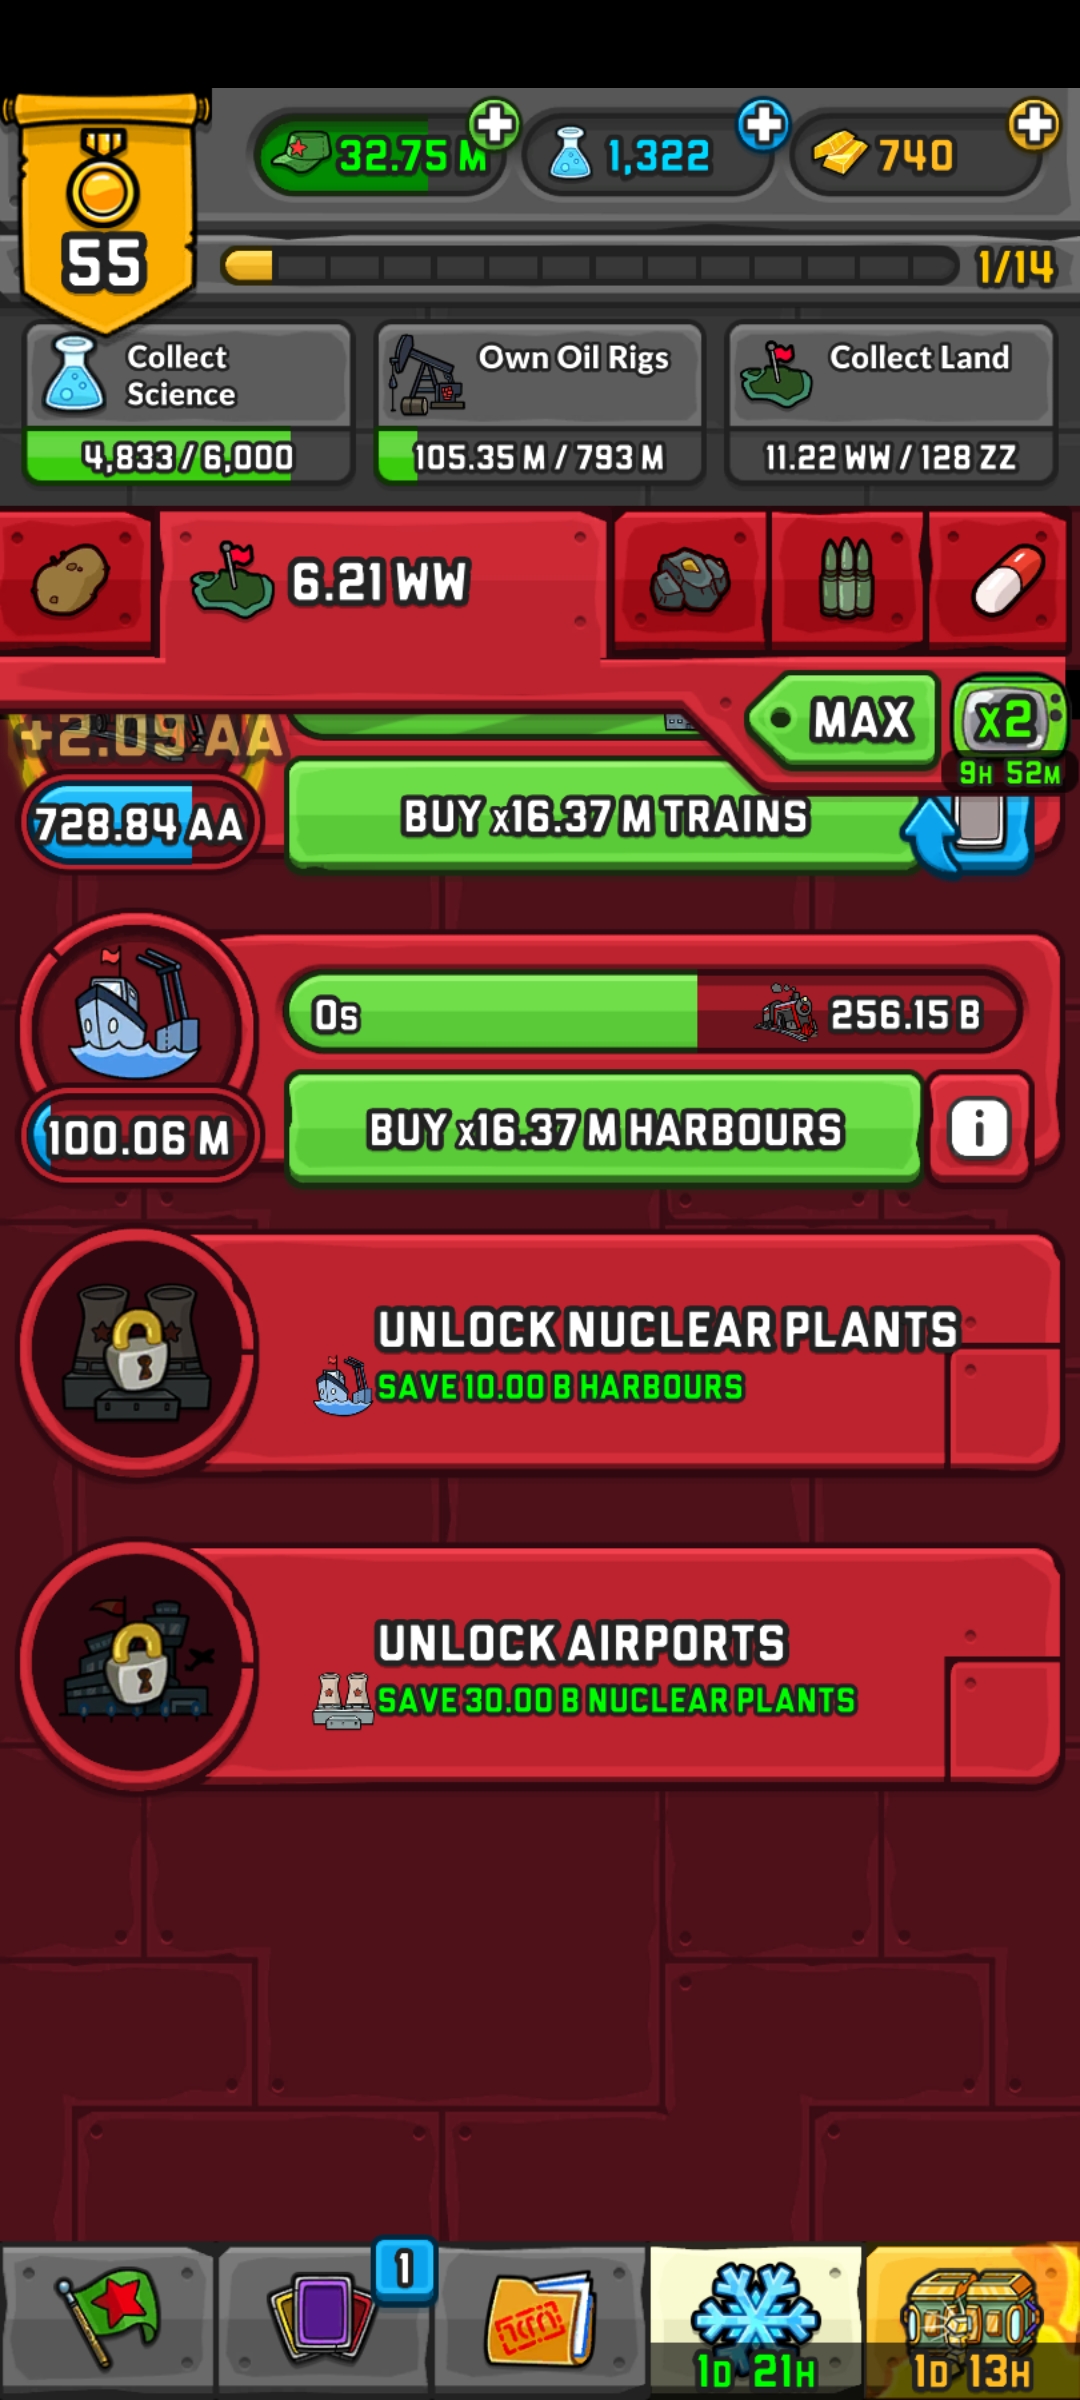 32.75 M
1,322
740
55
1/14
Collect
Science
4,833 / 6,000
Own Oil Rigs
105.35 M / 793 M
Collect Land
11.22 WW / 128 ZZ
6.21 WW
MAX
x2
9H 52M
+2.09 AA
728.84 AA
BUY x16.37 M TRAINS
0s
256.15 B
100.06 M
BUY x16.37 M HARBOURS
i
UNLOCK NUCLEAR PLANTS
SAVE 10.00 B HARBOURS
UNLOCK AIRPORTS
SAVE 30.00 B NUCLEAR PLANTS
1
1D 21H
1D 13H